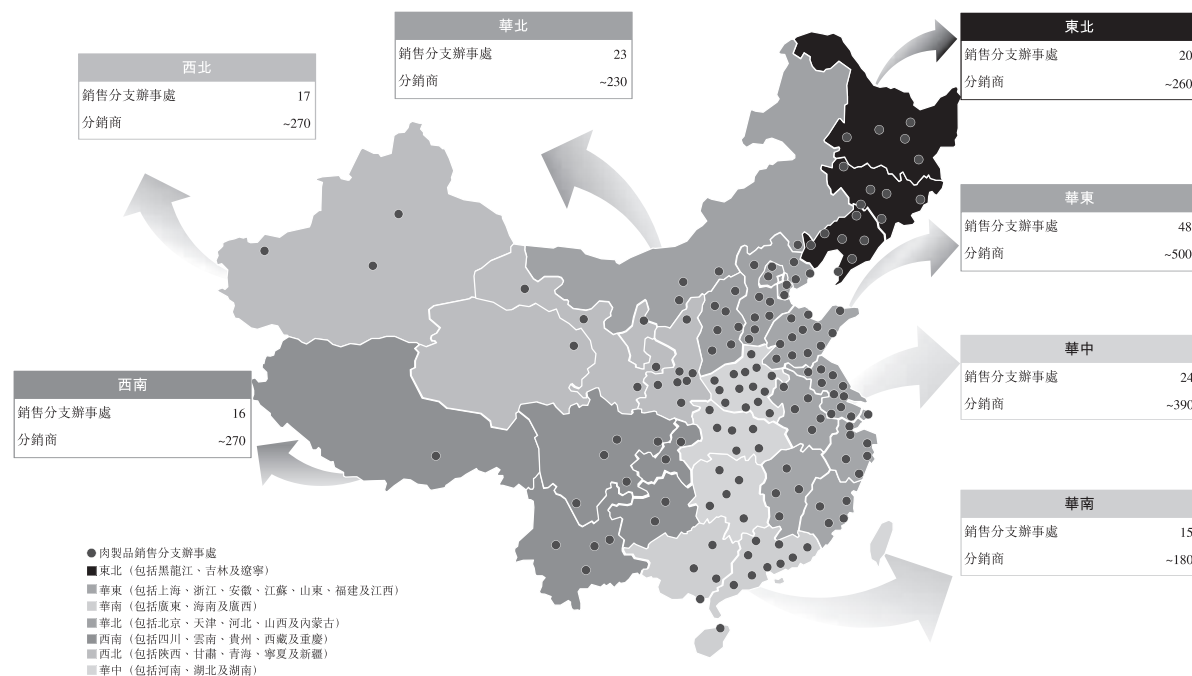 華北
銷售分支辦事處 23
分銷商 ~230
東北
銷售分支辦事處 20
分銷商 ~260
西北
銷售分支辦事處 17
分銷商 ~270
華東
銷售分支辦事處 48
分銷商 ~500
華中
銷售分支辦事處 24
分銷商 ~390
西南
銷售分支辦事處 16
分銷商 ~270
華南
銷售分支辦事處 15
分銷商 ~180
肉製品銷售分支辦事處
東北（包括黑龍江、吉林及遼寧）
華東（包括上海、浙江、安徽、江蘇、山東、福建及江西）
華南（包括廣東、海南及廣西）
華北（包括北京、天津、河北、山西及內蒙古）
西南（包括四川、雲南、貴州、西藏及重慶）
西北（包括陝西、甘肅、青海、寧夏及新疆）
華中（包括河南、湖北及湖南）